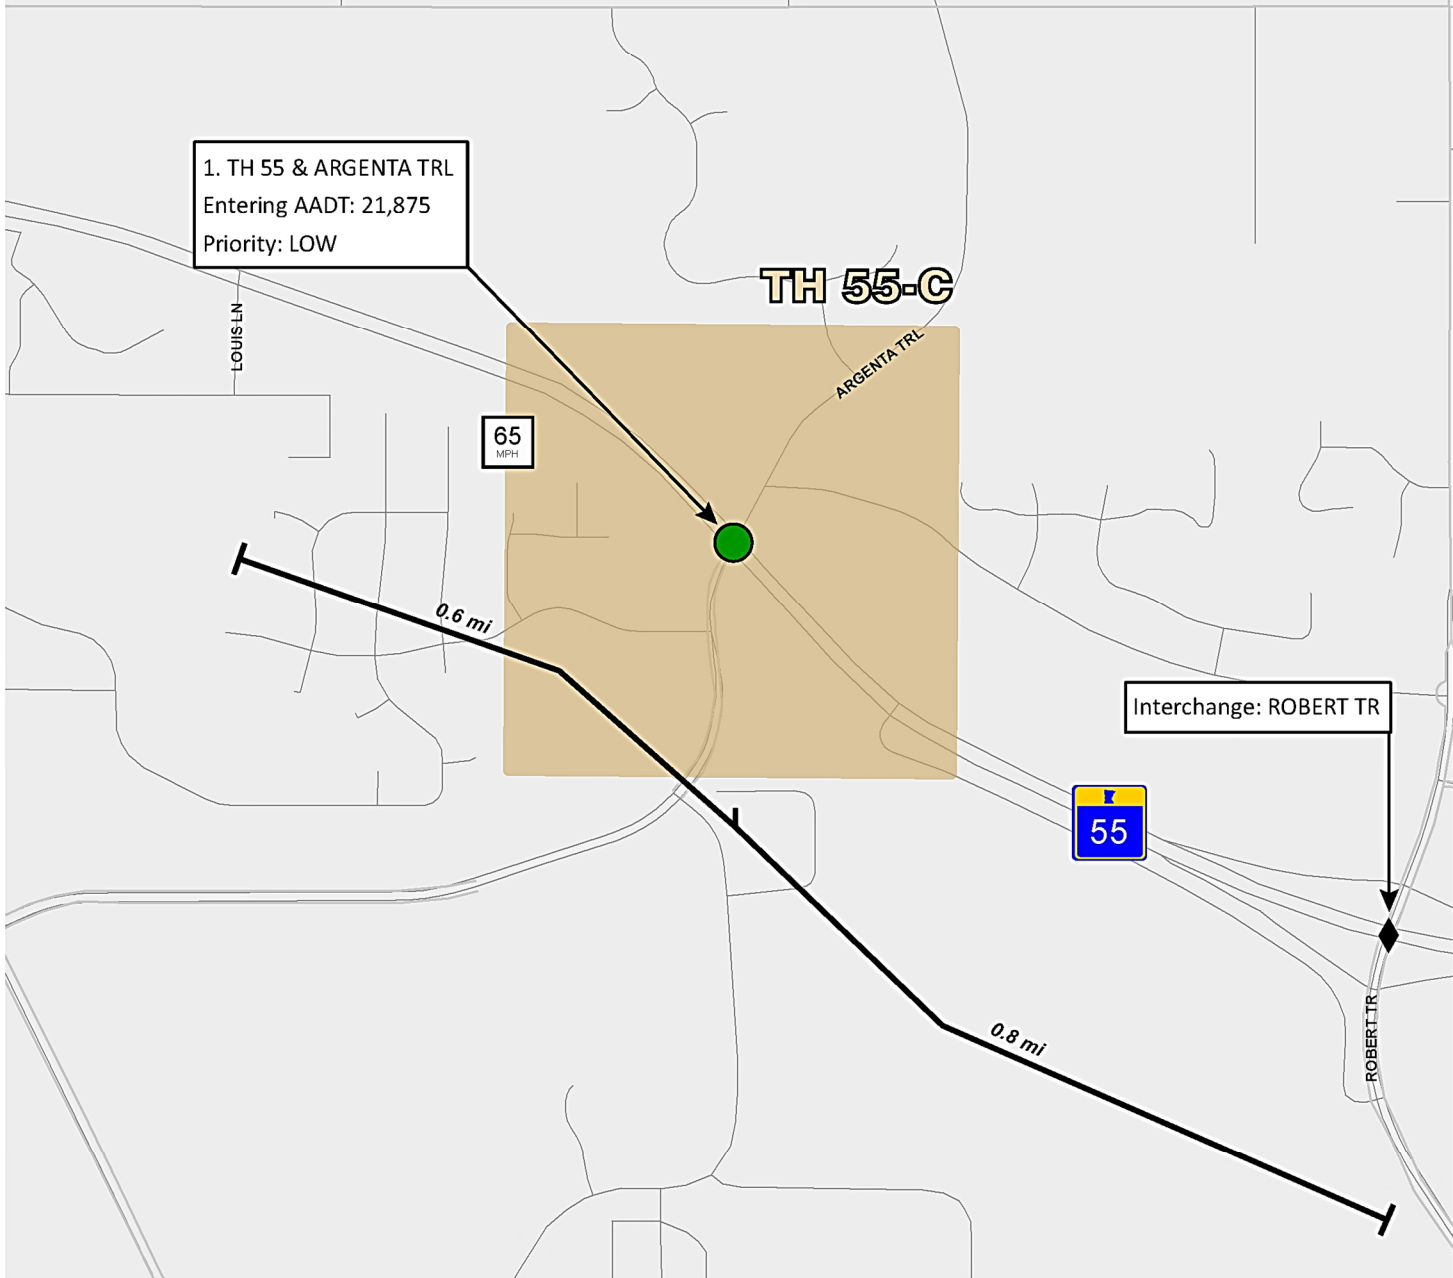 1. TH 55 & ARGENTA TRL
Entering AADT: 21,875
Priority: LOW
TH 55-C
LOUIS LN
ARGENTA TRL
65
MPH
0.6 mi
Interchange: ROBERT TR
55
0.8 mi
ROBERT TR